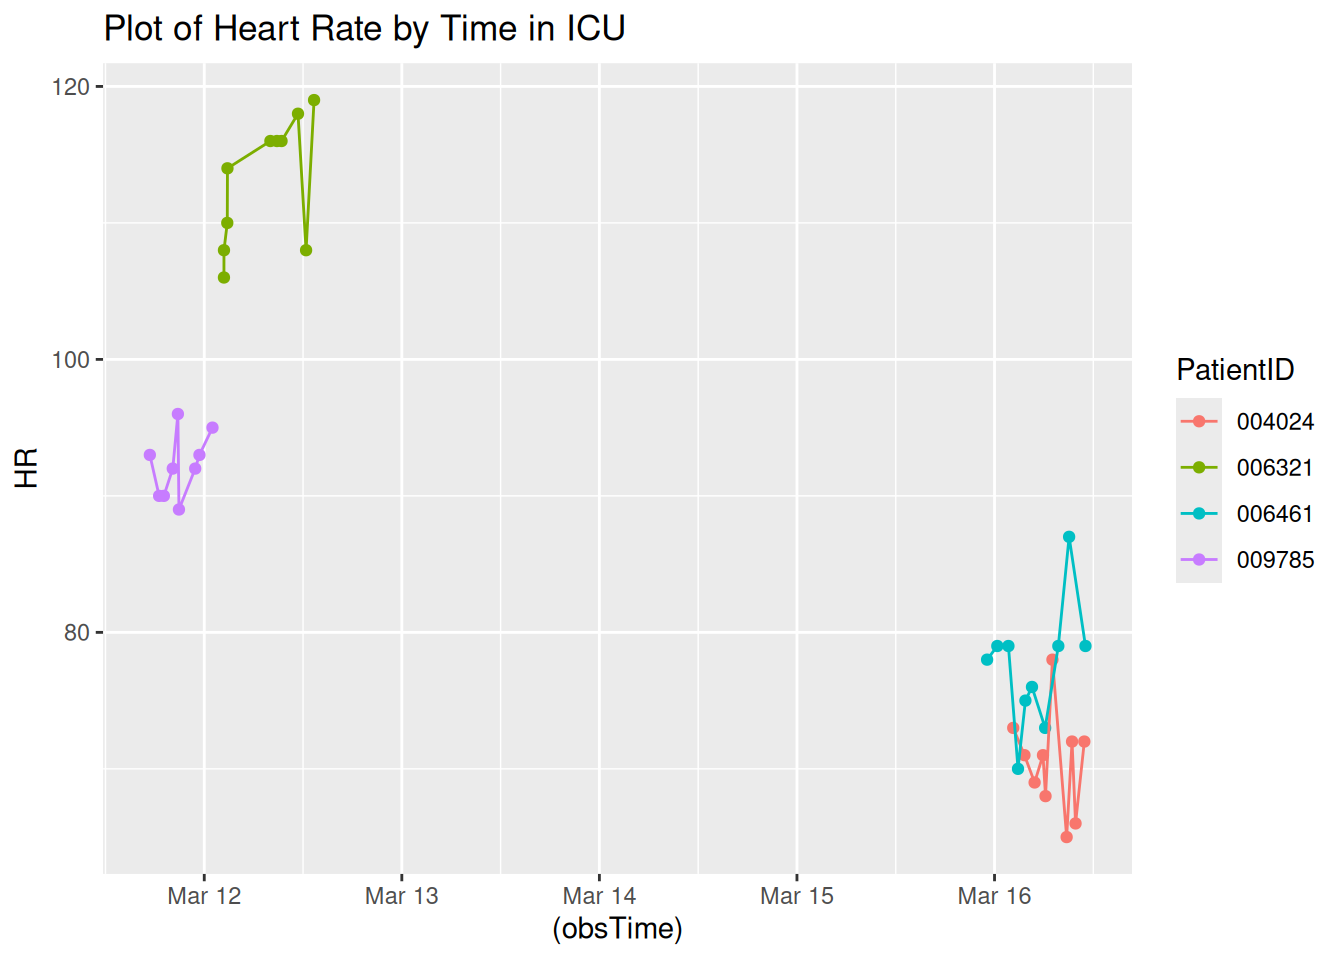 Plot of Heart Rate by Time in ICU
120
100
80
HR
Mar 12
Mar 13
Mar 14
Mar 15
Mar 16
(obsTime)
PatientID
004024
006321
006461
009785